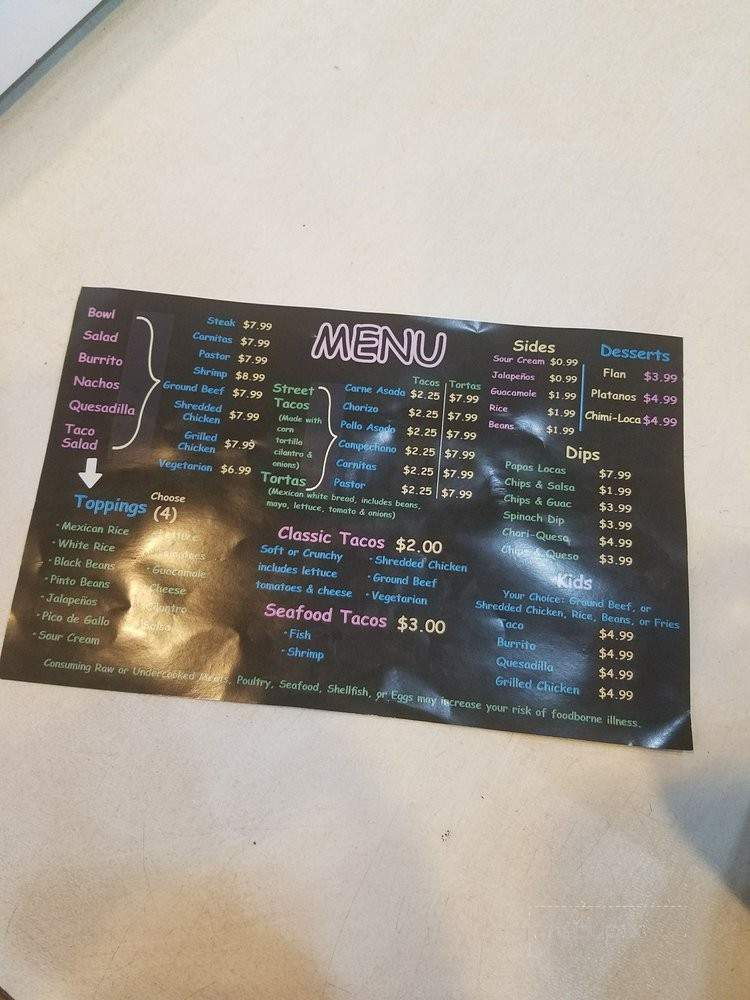 MENU
Bowl
Salad
Burrito
Nachos
Quesadilla
Taco
Salad
Steak $7.99
Carnitas $7.99
Pastor $7.99
Shrimp $8.99
Ground Beef $7.99
Shredded
Chicken $7.99
Grilled
Chicken $7.99
Vegetarian $6.99
Toppings Choose
(4)
- Mexican Rice
- White Rice
- Black Beans
- Pinto Beans
- Jalapeños
- Pico de Gallo
- Sour Cream
- Guacamole
Cheese
Salsa
Street
Tacos
(Made with
corn
tortilla
cilantro &
onions)
Tortas
(Mexican white bread, includes beans,
mayo, lettuce, tomato & onions)
Tacos Tortas
Carne Asada $2.25 $7.99
Chorizo $2.25 $7.99
Pollo Asado $2.25 $7.99
Campechano $2.25 $7.99
Carnitas $2.25 $7.99
Pastor $2.25 $7.99
Classic Tacos $2.00
Soft or Crunchy
includes lettuce
tomatoes & cheese
- Shredded Chicken
- Ground Beef
- Vegetarian
Seafood Tacos $3.00
- Fish
- Shrimp
Sides
Sour Cream $0.99
Jalapeños $0.99
Guacamole $1.99
Rice $1.99
Beans $1.99
Desserts
Flan $3.99
Platanos $4.99
Chimi-Loca $4.99
Dips
Papas Locas $7.99
Chips & Salsa $1.99
Chips & Guac $3.99
Spinach Dip $3.99
Chori-Queso $4.99
Chips & Queso $3.99
Kids
Your Choice: Ground Beef, or
Shredded Chicken, Rice, Beans, or Fries
Taco $4.99
Burrito $4.99
Quesadilla $4.99
Grilled Chicken $4.99
Consuming Raw or Undercooked Meats, Poultry, Seafood, Shellfish, or Eggs may increase your risk of foodborne illness.